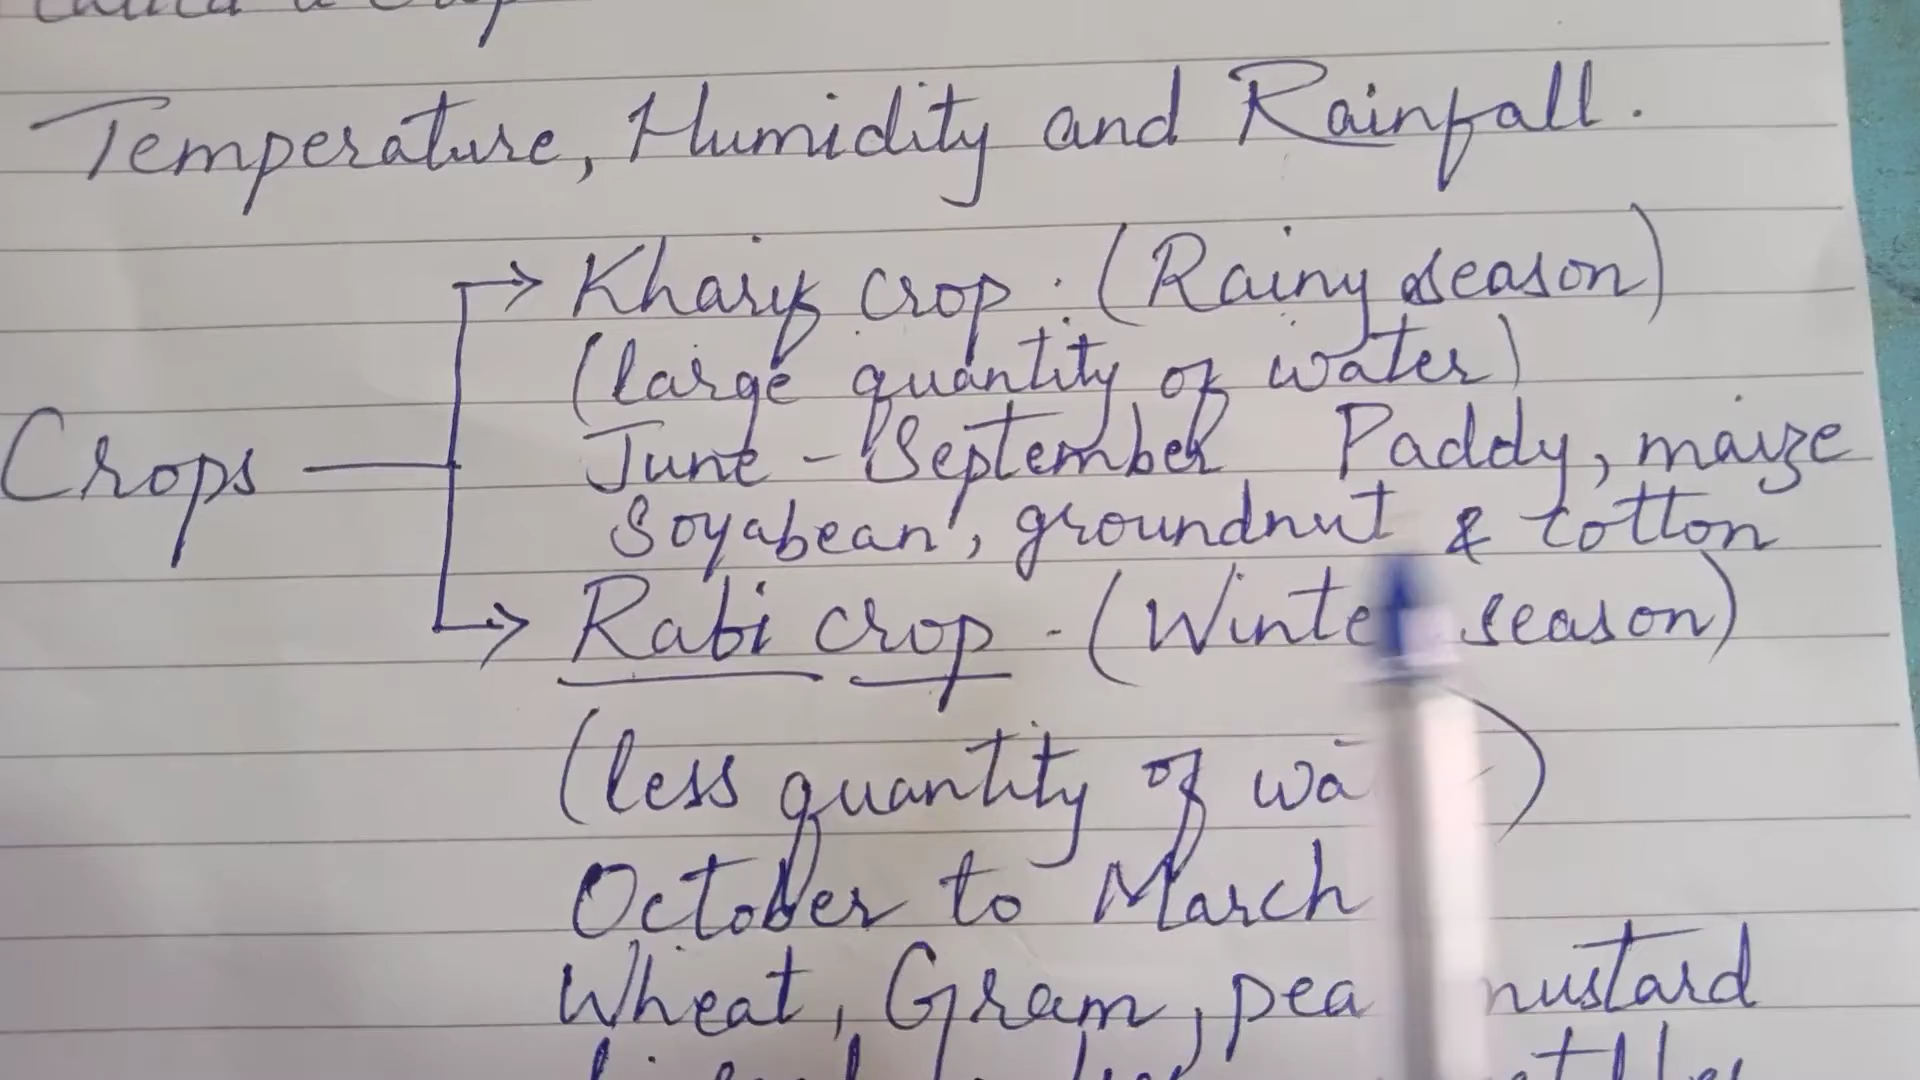 Temperature, Humidity and Rainfall.
Kharif crop. (Rainy season)
(large quantity of water)
Crops
June - September Paddy, maize
Soyabean, groundnut & cotton
Rabi crop - (Winter season)
(less quantity of
October to March
Wheat, Gram, pea mustard